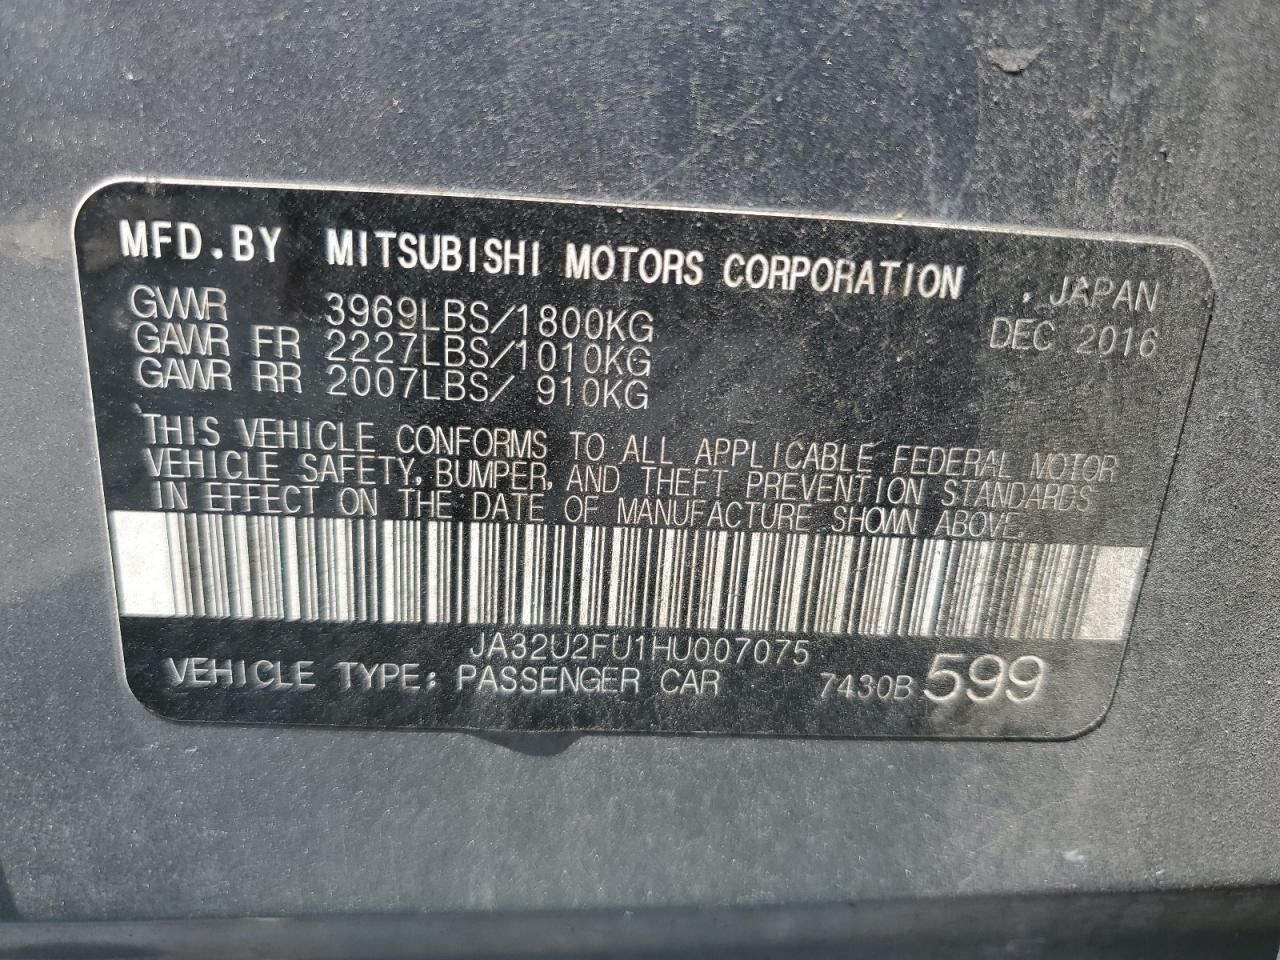 MFD.BY MITSUBISHI MOTORS CORPORATION , JAPAN
GVWR 3969LBS/1800KG DEC 2016
GAWR FR 2227LBS/1010KG
GAWR RR 2007LBS/ 910KG
THIS VEHICLE CONFORMS TO ALL APPLICABLE FEDERAL MOTOR
VEHICLE SAFETY, BUMPER, AND THEFT PREVENTION STANDARDS
IN EFFECT ON THE DATE OF MANUFACTURE SHOWN ABOVE.
JA32U2FU1HU007075
VEHICLE TYPE: PASSENGER CAR 7430B 599